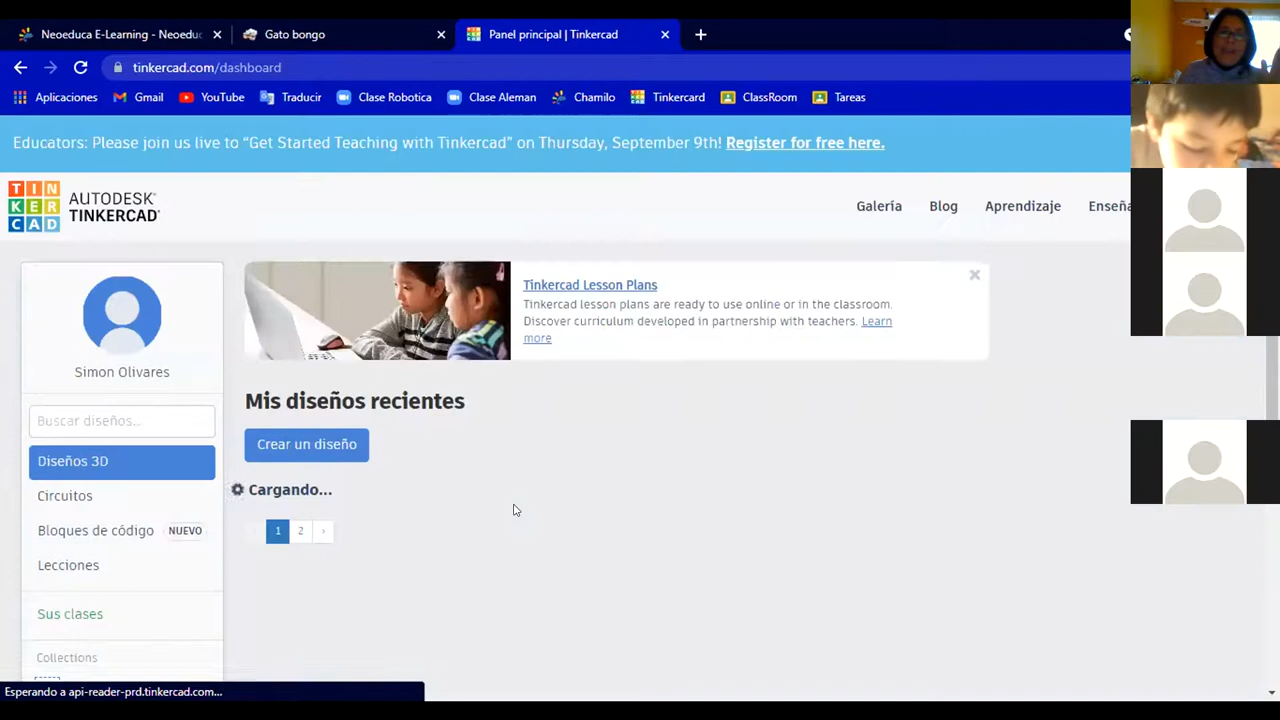 Neoeduca E-Learning - Neoeduc
Gato bongo
Panel principal | Tinkercad
tinkercad.com/dashboard
Aplicaciones
Gmail
YouTube
Traducir
Clase Robotica
Clase Aleman
Chamilo
Tinkercard
ClassRoom
Tareas
Educators: Please join us live to “Get Started Teaching with Tinkercad” on Thursday, September 9th! Register for free here.
TIN
KER
CAD
AUTODESK
TINKERCAD
Galería
Blog
Aprendizaje
Enseña
Tinkercad Lesson Plans
Tinkercad lesson plans are ready to use online or in the classroom.
Discover curriculum developed in partnership with teachers. Learn
more
Simon Olivares
Mis diseños recientes
Buscar diseños...
Crear un diseño
Diseños 3D
Cargando...
Circuitos
1 2 ›
Bloques de código NUEVO
Lecciones
Sus clases
Collections
Esperando a api-reader-prd.tinkercad.com...